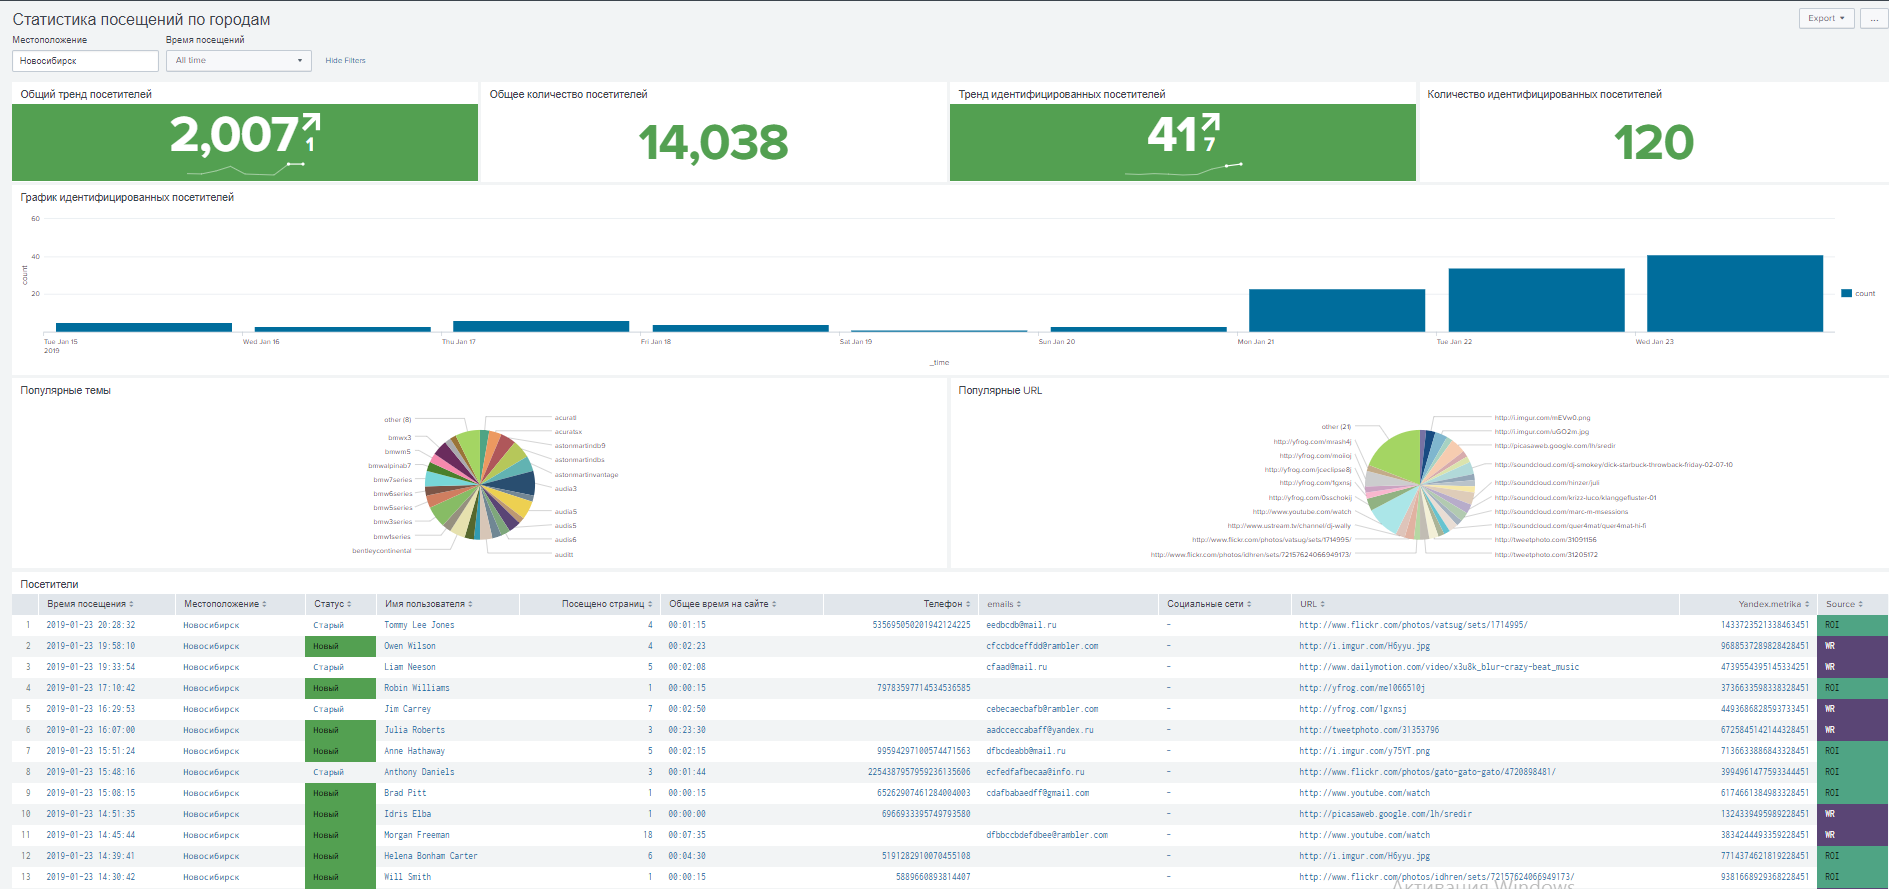 Статистика посещений по городам
Export
...
Местоположение
Время посещений
Новосибирск
All time
Hide Filters
Общий тренд посетителей
2,007
1
Общее количество посетителей
14,038
Тренд идентифицированных посетителей
41
7
Количество идентифицированных посетителей
120
График идентифицированных посетителей
60
40
20
count
Tue Jan 15
2019
Wed Jan 16
Thu Jan 17
Fri Jan 18
Sat Jan 19
Sun Jan 20
Mon Jan 21
Tue Jan 22
Wed Jan 23
_time
count
Популярные темы
other (8)
bmwx3
bmwm5
bmwalpinab7
bmw7series
bmw6series
bmw5series
bmw3series
bmw1series
bentleycontinental
acuratl
acuratsx
astonmartindb9
astonmartindbs
astonmartinvantage
audia3
audia5
audis5
audis6
auditt
Популярные URL
other (21)
http://yfrog.com/mrash4j
http://yfrog.com/moiioj
http://yfrog.com/jceclipse8j
http://yfrog.com/1gxnsj
http://yfrog.com/0sschokij
http://www.youtube.com/watch
http://www.ustream.tv/channel/dj-wally
http://www.flickr.com/photos/vatsug/sets/1714995/
http://www.flickr.com/photos/idhren/sets/72157624066949173/
http://i.imgur.com/mEVw0.png
http://i.imgur.com/uGO2m.jpg
http://picasaweb.google.com/lh/sredir
http://soundcloud.com/dj-smokey/dick-starbuck-throwback-friday-02-07-10
http://soundcloud.com/hinzer/juli
http://soundcloud.com/krizz-luco/klanggefluster-01
http://soundcloud.com/marc-m-msessions
http://soundcloud.com/quer4mat/quer4mat-hi-fi
http://tweetphoto.com/31091156
http://tweetphoto.com/31205172
Посетители
Время посещения Местоположение Статус Имя пользователя Посещено страниц Общее время на сайте Телефон emails Социальные сети URL Yandex.metrika Source
1 2019-01-23 20:28:32 Новосибирск Старый Tommy Lee Jones 4 00:01:15 535695050201942124225 eedbcdb@mail.ru - http://www.flickr.com/photos/vatsug/sets/1714995/ 1433723521338463451 ROI
2 2019-01-23 19:58:10 Новосибирск Новый Owen Wilson 4 00:02:23 cfccbdceffdd@rambler.com - http://i.imgur.com/H6yyu.jpg 9688537289828428451 WR
3 2019-01-23 19:33:54 Новосибирск Старый Liam Neeson 5 00:02:08 cfaad@mail.ru - http://www.dailymotion.com/video/x3u8k_blur-crazy-beat_music 4739554395145334251 WR
4 2019-01-23 17:10:42 Новосибирск Новый Robin Williams 1 00:00:15 79783597714534536585 - http://yfrog.com/me1066510j 3736633598338328451 ROI
5 2019-01-23 16:29:53 Новосибирск Старый Jim Carrey 7 00:02:50 cebecaecbafb@rambler.com - http://yfrog.com/1gxnsj 4493686828593733451 WR
6 2019-01-23 16:07:00 Новосибирск Новый Julia Roberts 3 00:23:30 aadcceccabaff@yandex.ru - http://tweetphoto.com/31353796 6725845142144328451 WR
7 2019-01-23 15:51:24 Новосибирск Новый Anne Hathaway 5 00:02:15 99594297100574471563 dfbcdeabb@mail.ru - http://i.imgur.com/y75YT.png 7136633886843328451 ROI
8 2019-01-23 15:48:16 Новосибирск Старый Anthony Daniels 3 00:01:44 2254387957959236135606 ecfedfafbecaa@info.ru - http://www.flickr.com/photos/gato-gato-gato/4720898481/ 3994961477593344451 ROI
9 2019-01-23 15:08:15 Новосибирск Новый Brad Pitt 1 00:00:15 65262907461284004003 cdafbabaedff@gmail.com - http://www.youtube.com/watch 6174661384983328451 ROI
10 2019-01-23 14:51:35 Новосибирск Новый Idris Elba 1 00:00:00 6966933395749793580 - http://picasaweb.google.com/lh/sredir 1324339495989228451 WR
11 2019-01-23 14:45:44 Новосибирск Новый Morgan Freeman 18 00:07:35 dfbbccbdefdbee@rambler.com - http://www.youtube.com/watch 3834244493359228451 WR
12 2019-01-23 14:39:41 Новосибирск Новый Helena Bonham Carter 6 00:04:30 5191282910070455108 - http://i.imgur.com/H6yyu.jpg 7714374621819228451 ROI
13 2019-01-23 14:30:42 Новосибирск Новый Will Smith 1 00:00:15 5889660893814407 - http://www.flickr.com/photos/idhren/sets/72157624066949173/ 9381668929368228451 ROI
Активация Windows